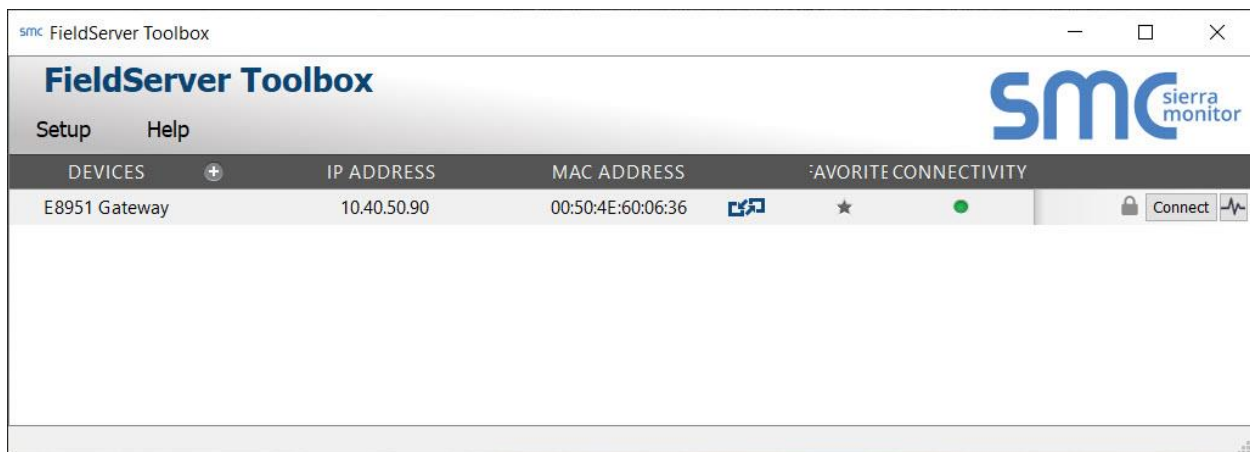 smc FieldServer Toolbox
FieldServer Toolbox
smc sierra monitor
Setup Help
DEVICES IP ADDRESS MAC ADDRESS FAVORITE CONNECTIVITY
E8951 Gateway 10.40.50.90 00:50:4E:60:06:36 Connect